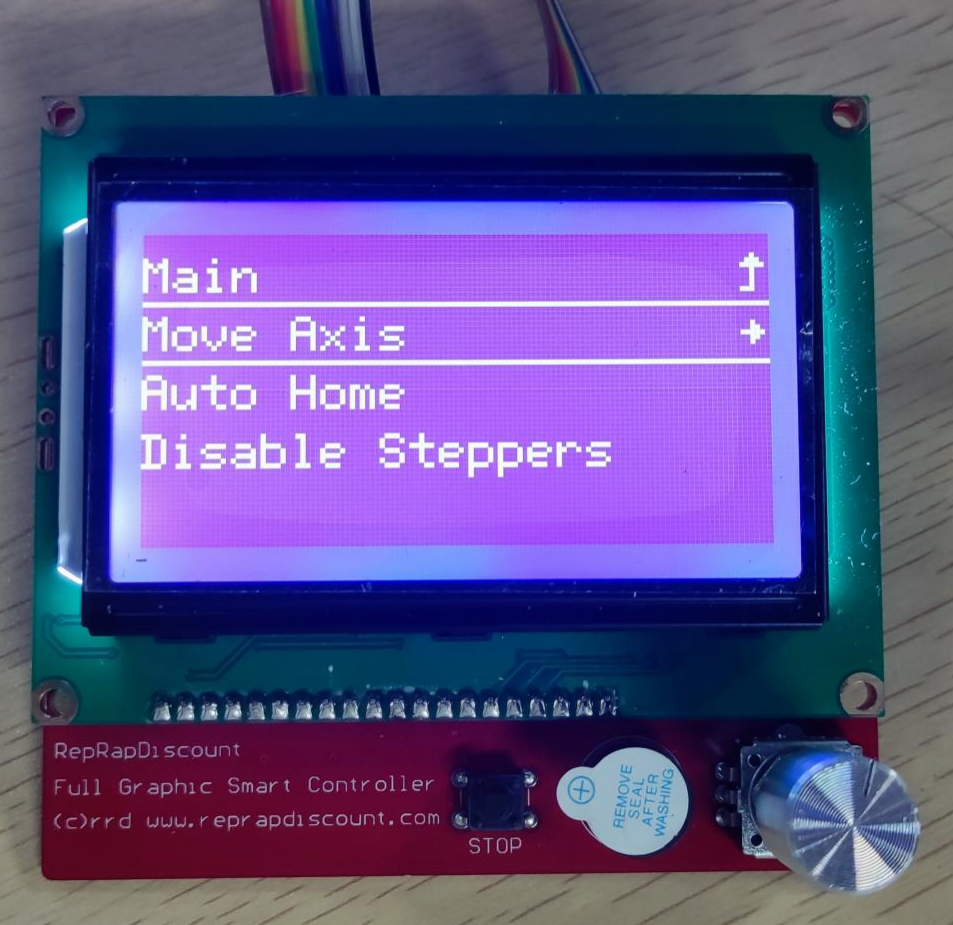 Main
Move Axis
Auto Home
Disable Steppers
RepRapDiscount
Full Graphic Smart Controller
(c)rrd www.reprapdiscount.com
STOP
REMOVE
SEAL
AFTER
WASHING